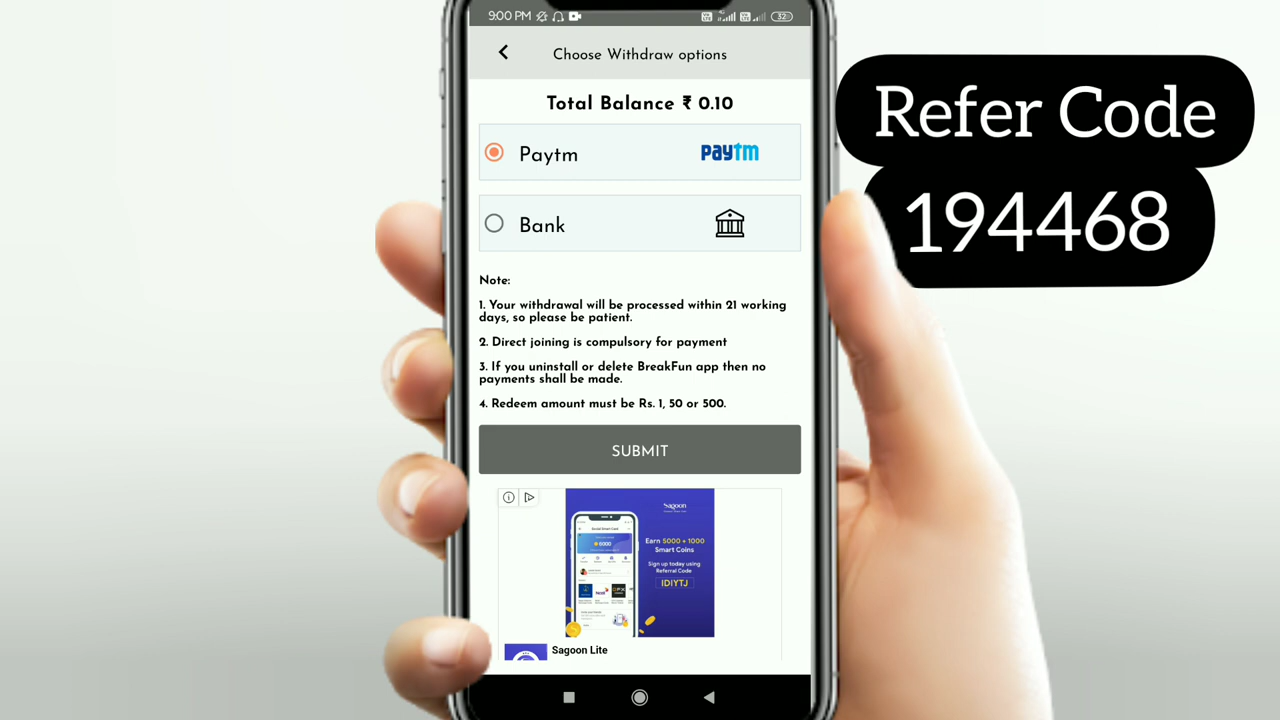 9:00 PM
32
Choose Withdraw options
Total Balance ₹ 0.10
Paytm
paytm
Bank
Note:
1. Your withdrawal will be processed within 21 working
days, so please be patient.
2. Direct joining is compulsory for payment
3. If you uninstall or delete BreakFun app then no
payments shall be made.
4. Redeem amount must be Rs. 1, 50 or 500.
SUBMIT
Sagoon
Earn 5000 + 1000
Smart Coins
Sign up today using
Referral Code
IDIYTJ
Sagoon Lite
Refer Code
194468